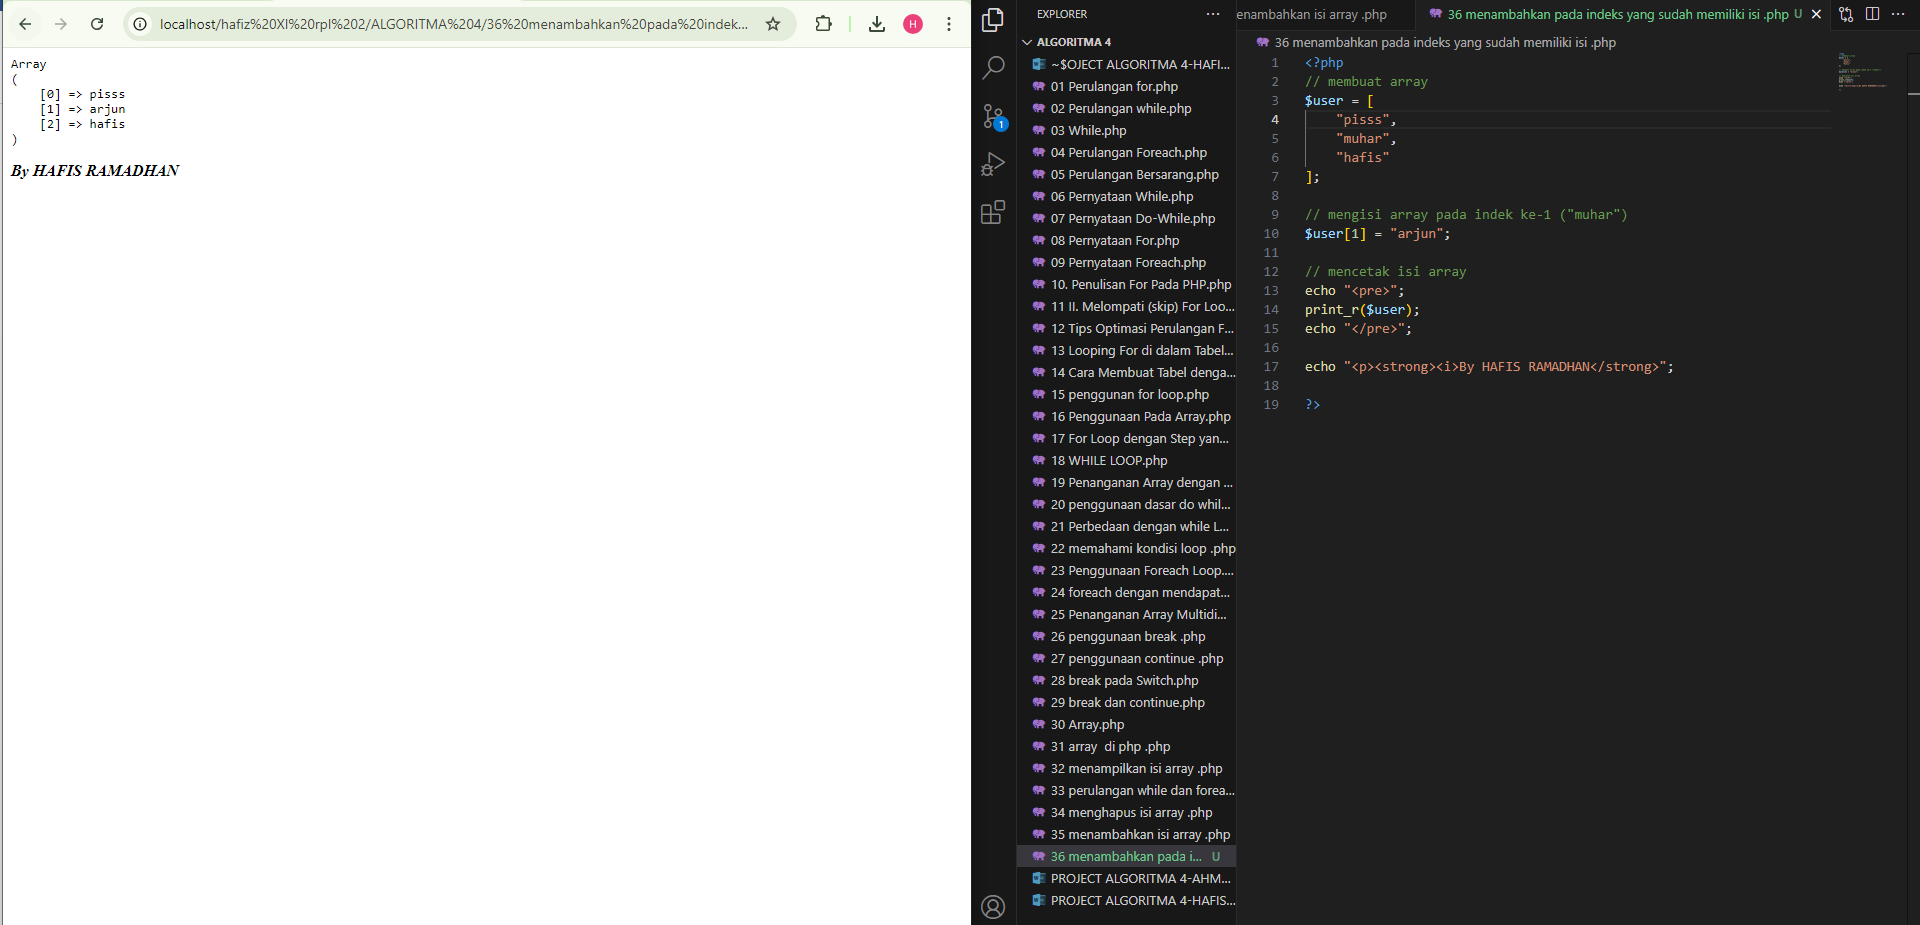 localhost/hafiz%20XI%20rpl%202/ALGORITMA%204/36%20menambahkan%20pada%20indek...
H
Array
(
    [0] => pisss
    [1] => arjun
    [2] => hafis
)
By HAFIS RAMADHAN
1
EXPLORER
ALGORITMA 4
~$OJECT ALGORITMA 4-HAFI...
01 Perulangan for.php
02 Perulangan while.php
03 While.php
04 Perulangan Foreach.php
05 Perulangan Bersarang.php
06 Pernyataan While.php
07 Pernyataan Do-While.php
08 Pernyataan For.php
09 Pernyataan Foreach.php
10. Penulisan For Pada PHP.php
11 II. Melompati (skip) For Loo...
12 Tips Optimasi Perulangan F...
13 Looping For di dalam Tabel...
14 Cara Membuat Tabel denga...
15 penggunan for loop.php
16 Penggunaan Pada Array.php
17 For Loop dengan Step yan...
18 WHILE LOOP.php
19 Penanganan Array dengan ...
20 penggunaan dasar do whil...
21 Perbedaan dengan while L...
22 memahami kondisi loop .php
23 Penggunaan Foreach Loop....
24 foreach dengan mendapat...
25 Penanganan Array Multidi...
26 penggunaan break .php
27 penggunaan continue .php
28 break pada Switch.php
29 break dan continue.php
30 Array.php
31 array  di php .php
32 menampilkan isi array .php
33 perulangan while dan forea...
34 menghapus isi array .php
35 menambahkan isi array .php
36 menambahkan pada i... U
PROJECT ALGORITMA 4-AHM...
PROJECT ALGORITMA 4-HAFIS...
enambahkan isi array .php
36 menambahkan pada indeks yang sudah memiliki isi .php U
36 menambahkan pada indeks yang sudah memiliki isi .php
1 <?php
2 // membuat array
3 $user = [
4     "pisss",
5     "muhar",
6     "hafis"
7 ];
8
9 // mengisi array pada indek ke-1 ("muhar")
10 $user[1] = "arjun";
11
12 // mencetak isi array
13 echo "<pre>";
14 print_r($user);
15 echo "</pre>";
16
17 echo "<p><strong><i>By HAFIS RAMADHAN</strong>";
18
19 ?>